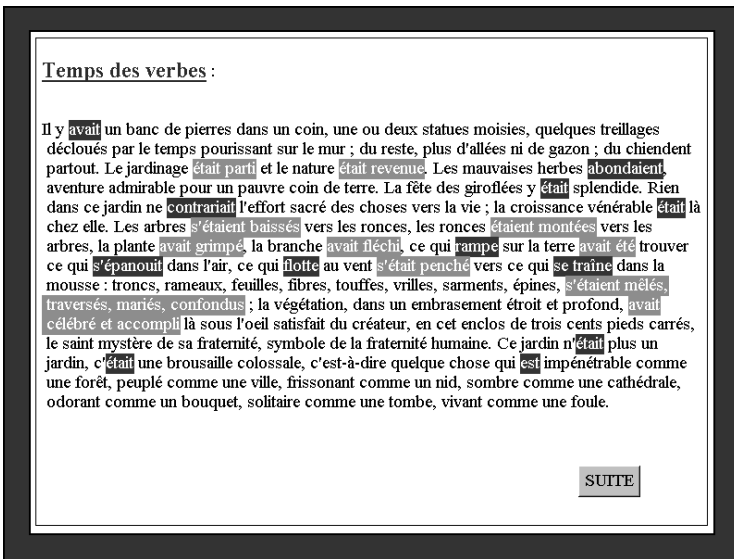 Temps des verbes :
Il y avait un banc de pierres dans un coin, une ou deux statues moisies, quelques treillages
décloués par le temps pourissant sur le mur ; du reste, plus d'allées ni de gazon ; du chiendent
partout. Le jardinage était parti et le nature était revenue. Les mauvaises herbes abondaient,
aventure admirable pour un pauvre coin de terre. La fête des giroflées y était splendide. Rien
dans ce jardin ne contrariait l'effort sacré des choses vers la vie ; la croissance vénérable était là
chez elle. Les arbres s'étaient baissés vers les ronces, les ronces étaient montées vers les
arbres, la plante avait grimpé, la branche avait fléchi, ce qui rampe sur la terre avait été trouver
ce qui s'épanouit dans l'air, ce qui flotte au vent s'était penché vers ce qui se traîne dans la
mousse : troncs, rameaux, feuilles, fibres, touffes, vrilles, sarments, épines, s'étaient mêlés,
traversés, mariés, confondus ; la végétation, dans un embrasement étroit et profond, avait
célébré et accompli là sous l'oeil satisfait du créateur, en cet enclos de trois cents pieds carrés,
le saint mystère de sa fraternité, symbole de la fraternité humaine. Ce jardin n'était plus un
jardin, c'était une brousaille colossale, c'est-à-dire quelque chose qui est impénétrable comme
une forêt, peuplé comme une ville, frissonant comme un nid, sombre comme une cathédrale,
odorant comme un bouquet, solitaire comme une tombe, vivant comme une foule.
SUITE